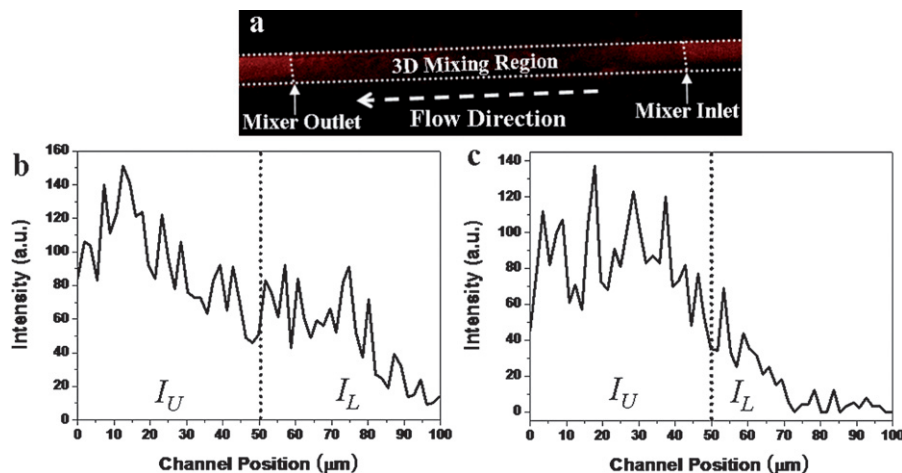 a
3D Mixing Region
Mixer Outlet
Flow Direction
Mixer Inlet
b
Intensity (a.u.)
160
140
120
100
80
60
40
20
0
I_U
I_L
0 10 20 30 40 50 60 70 80 90 100
Channel Position (μm)
c
Intensity (a.u.)
140
120
100
80
60
40
20
0
I_U
I_L
0 10 20 30 40 50 60 70 80 90 100
Channel Position (μm)